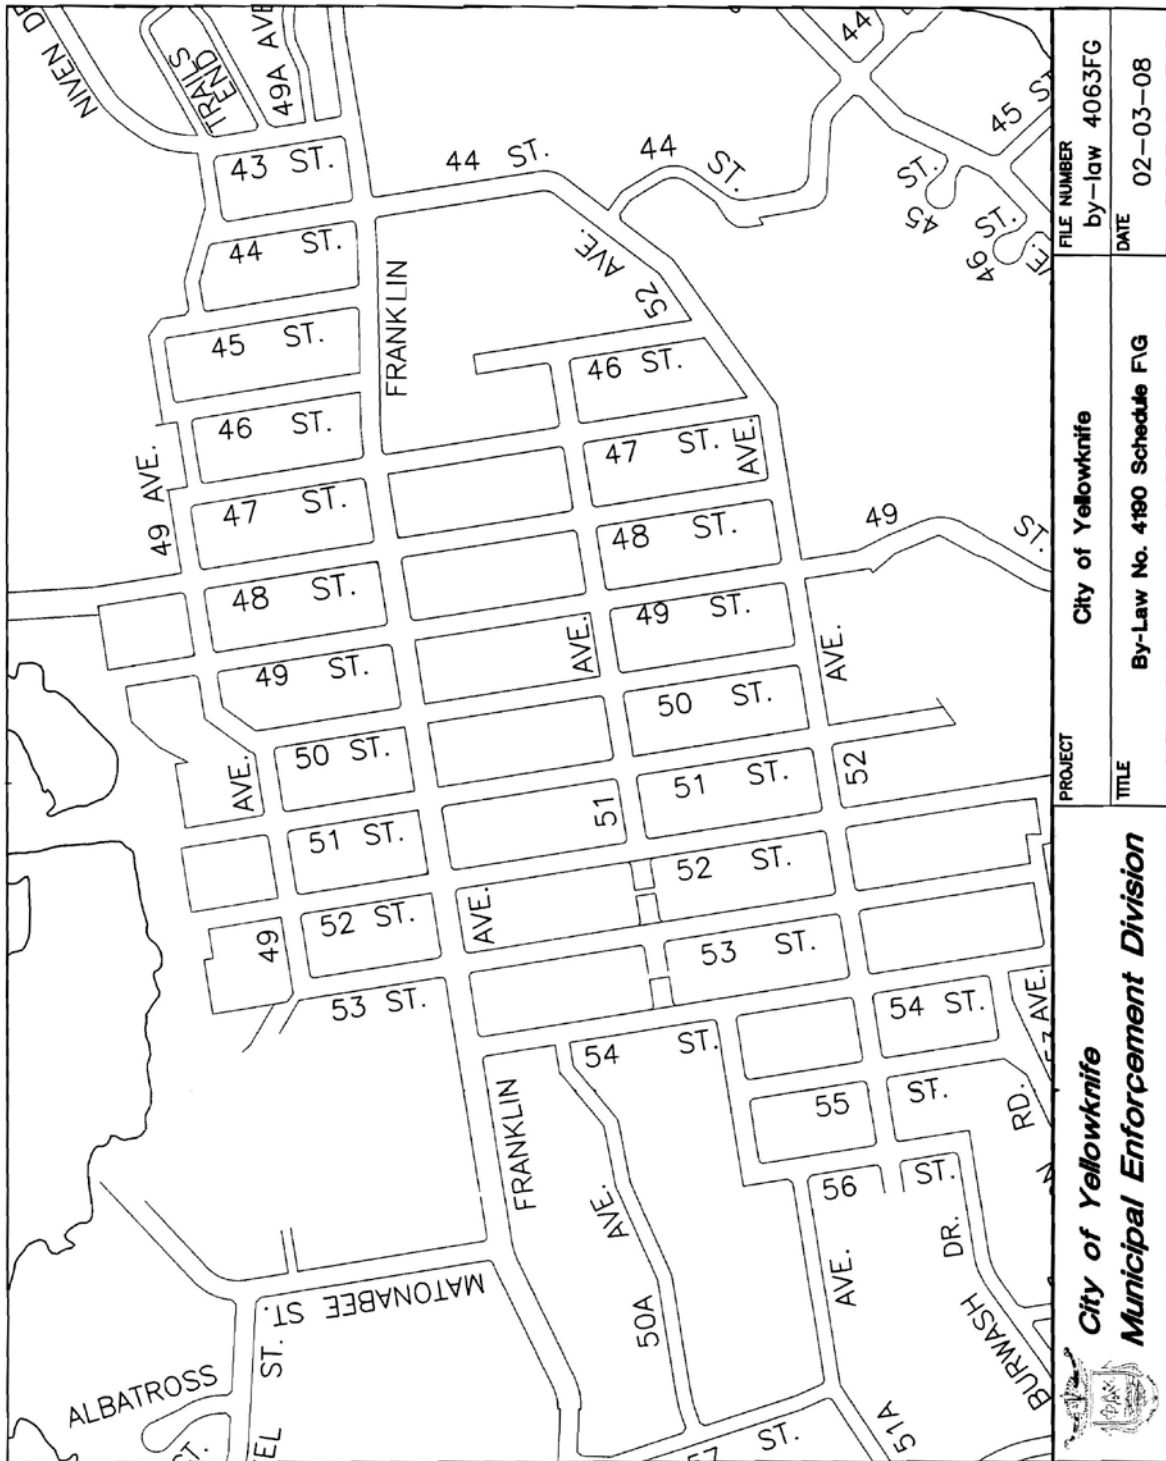 NIVEN DR
TRAILS
END
49A AVE
43 ST.
44 ST.
44 ST.
44
44 ST.
45 ST.
45 ST.
45 ST
46 ST.
FRANKLIN
52 AVE.
46 ST.
46 ST.
47 ST.
AVE.
49 AVE.
47 ST.
48 ST.
49 ST.
48 ST.
49 ST.
AVE.
AVE.
49 ST.
50 ST.
50 ST.
AVE.
51
51 ST.
52
51 ST.
52 ST.
AVE.
52 ST.
49
53 ST.
53 ST.
54 ST.
AVE.
54 ST.
FRANKLIN
55 ST.
RD.
56 ST.
AVE.
50A
AVE.
DR.
BURWASH
MATONABEE ST.
ALBATROSS
ST.
EL
ST.
57 ST.
51A
FILE NUMBER
by-law 4063FG
DATE
02-03-08
PROJECT
City of Yellowknife
TITLE
By-Law No. 4190 Schedule F\G
City of Yellowknife
Municipal Enforcement Division